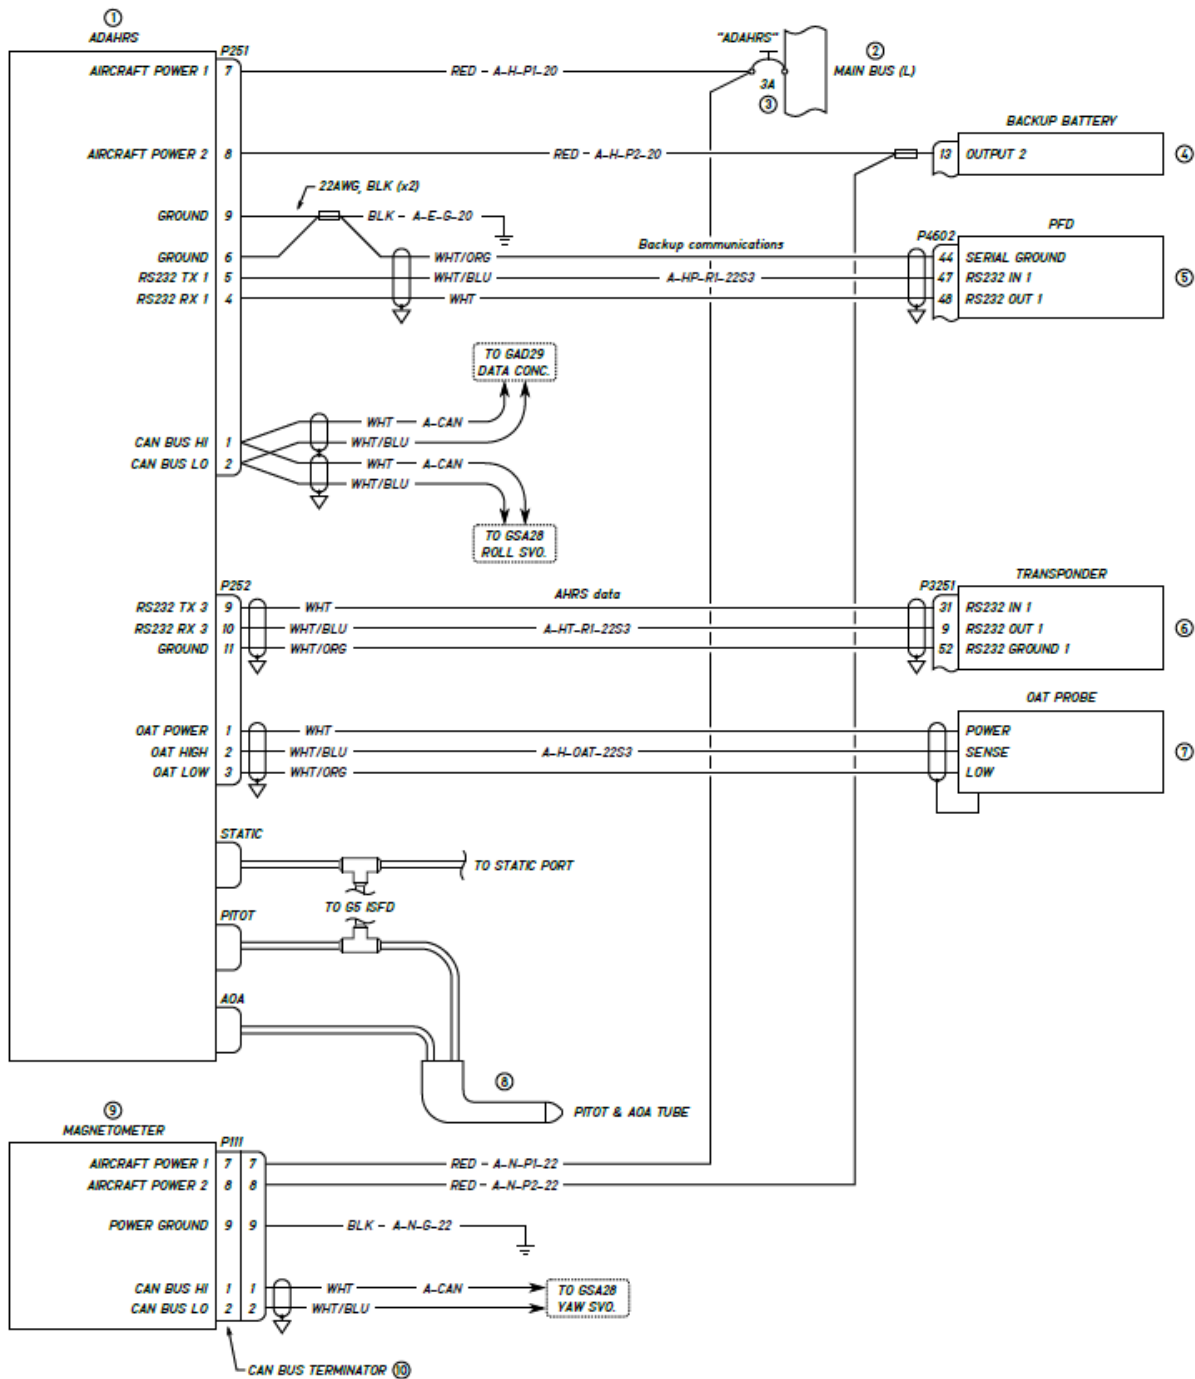 ①
ADAHRS
P251
AIRCRAFT POWER 1 7 RED - A-H-P1-20
"ADAHRS"
3A
③
②
MAIN BUS (L)
BACKUP BATTERY
AIRCRAFT POWER 2 8 RED - A-H-P2-20 13 OUTPUT 2 ④
22AWG, BLK (x2)
GROUND 9 BLK - A-E-G-20
PFD
P4602
Backup communications
GROUND 6 WHT/ORG 44 SERIAL GROUND
RS232 TX 1 5 WHT/BLU A-HP-R1-22S3 47 RS232 IN 1 ⑤
RS232 RX 1 4 WHT 48 RS232 OUT 1
TO GAD29
DATA CONC.
WHT A-CAN
CAN BUS HI 1 WHT/BLU
CAN BUS LO 2 WHT A-CAN
WHT/BLU
TO GSA28
ROLL SVO.
TRANSPONDER
P252 AHRS data P3251
RS232 TX 3 9 WHT 31 RS232 IN 1
RS232 RX 3 10 WHT/BLU A-HT-R1-22S3 9 RS232 OUT 1 ⑥
GROUND 11 WHT/ORG 52 RS232 GROUND 1
OAT PROBE
OAT POWER 1 WHT POWER
OAT HIGH 2 WHT/BLU A-H-OAT-22S3 SENSE ⑦
OAT LOW 3 WHT/ORG LOW
STATIC
TO STATIC PORT
TO G5 ISFD
PITOT
AOA
⑧
PITOT & AOA TUBE
⑨
MAGNETOMETER
P111
AIRCRAFT POWER 1 7 7 RED - A-N-P1-22
AIRCRAFT POWER 2 8 8 RED - A-N-P2-22
POWER GROUND 9 9 BLK - A-N-G-22
CAN BUS HI 1 1 WHT A-CAN
CAN BUS LO 2 2 WHT/BLU
TO GSA28
YAW SVO.
CAN BUS TERMINATOR ⑩